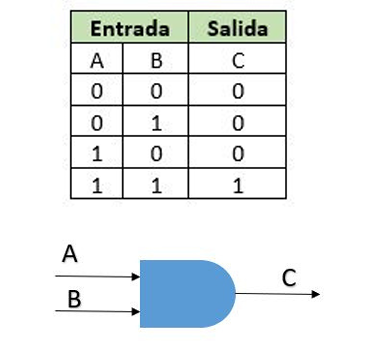 Entrada Salida
A B C
0 0 0
0 1 0
1 0 0
1 1 1
A
B
C